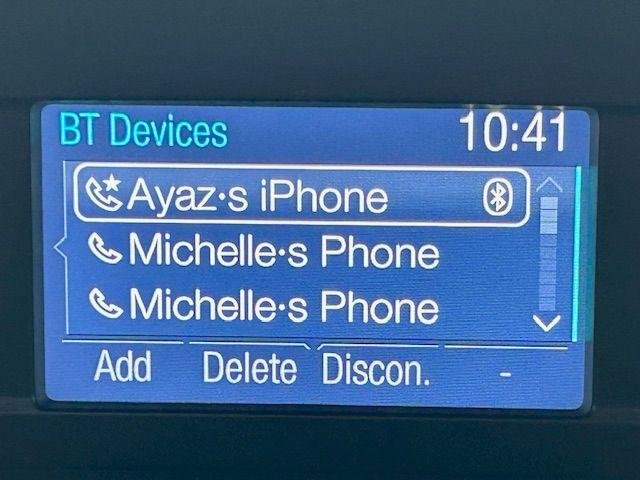 BT Devices 10:41
Ayaz·s iPhone
Michelle·s Phone
Michelle·s Phone
Add Delete Discon. -